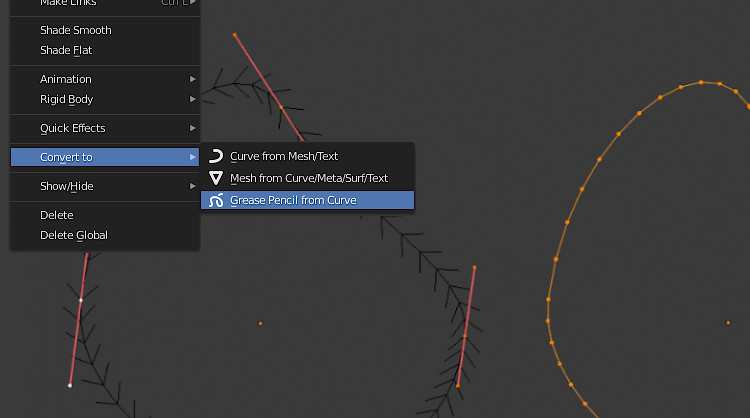 Make Links Ctrl L
Shade Smooth
Shade Flat
Animation
Rigid Body
Quick Effects
Convert to
Curve from Mesh/Text
Mesh from Curve/Meta/Surf/Text
Show/Hide
Grease Pencil from Curve
Delete
Delete Global